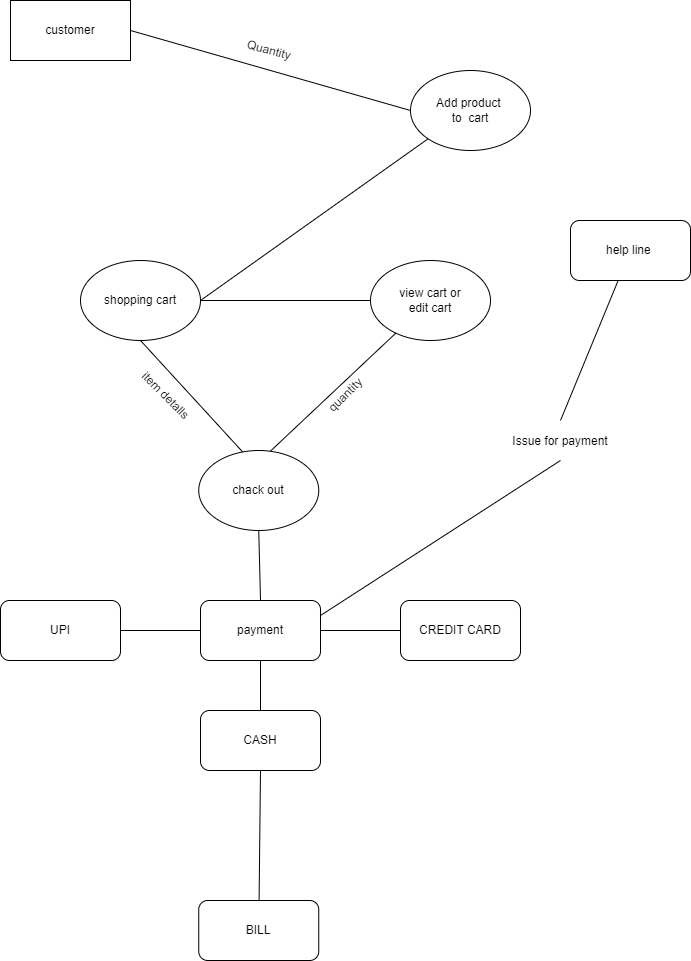 customer
Quantity
Add product
to cart
help line
shopping cart
view cart or
edit cart
item detalls
quantity
Issue for payment
chack out
UPI
payment
CREDIT CARD
CASH
BILL